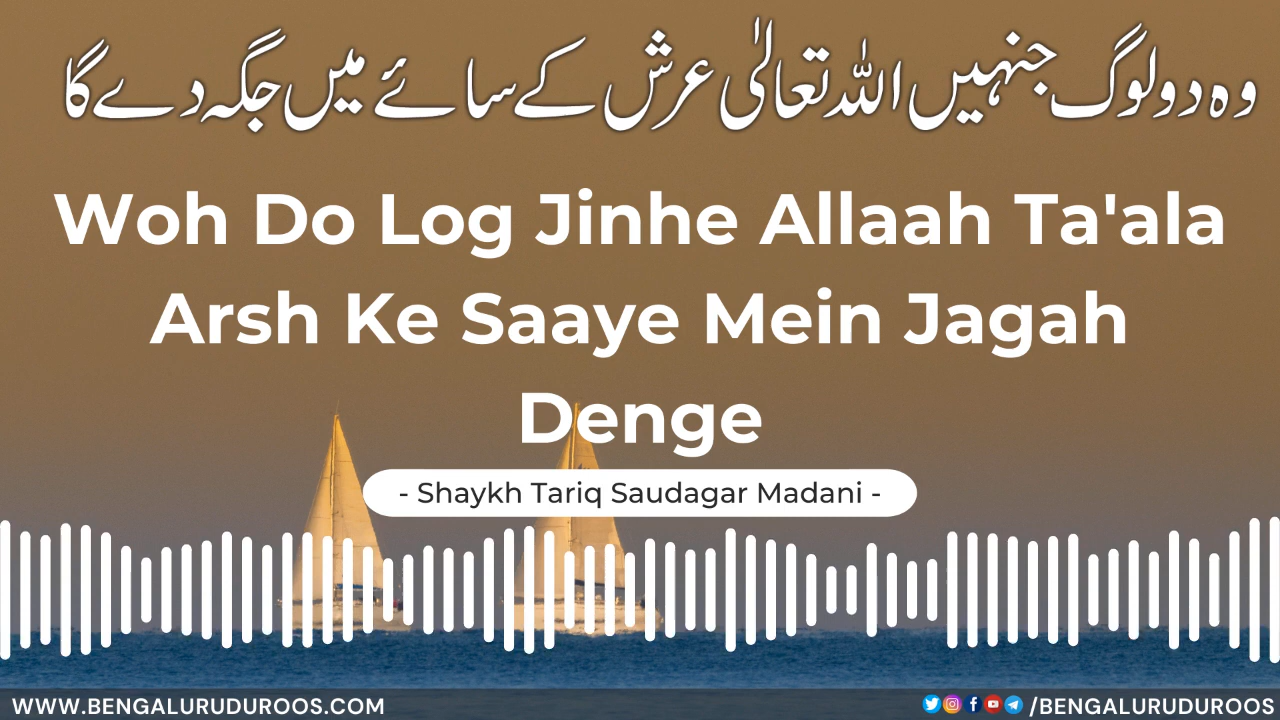 وہ دو لوگ جنہیں اللہ تعالٰی عرش کے سائے میں جگہ دے گا
Woh Do Log Jinhe Allaah Ta'ala
Arsh Ke Saaye Mein Jagah
Denge
- Shaykh Tariq Saudagar Madani -
WWW.BENGALURUDUROOS.COM
/BENGALURUDUROOS